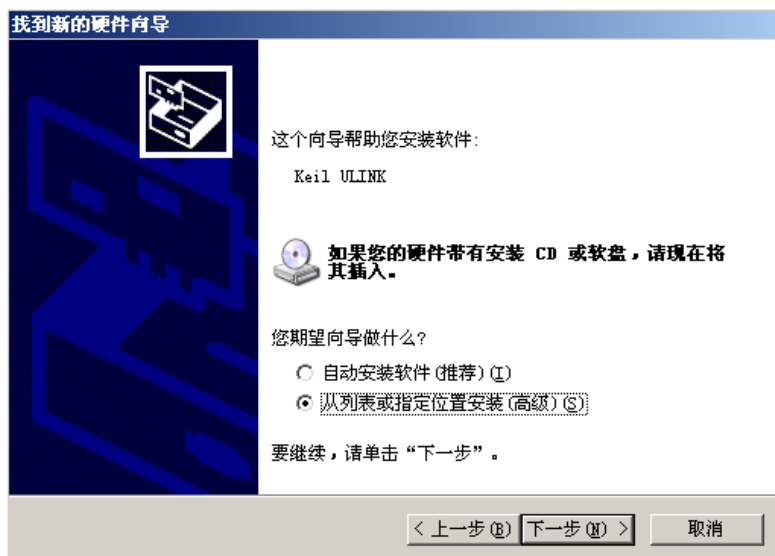 找到新的硬件向导
这个向导帮助您安装软件:
Keil ULINK
如果您的硬件带有安装 CD 或软盘，请现在将
其插入。
您期望向导做什么?
自动安装软件(推荐)(I)
从列表或指定位置安装(高级)(S)
要继续，请单击“下一步”。
< 上一步(B) 下一步(N) > 取消